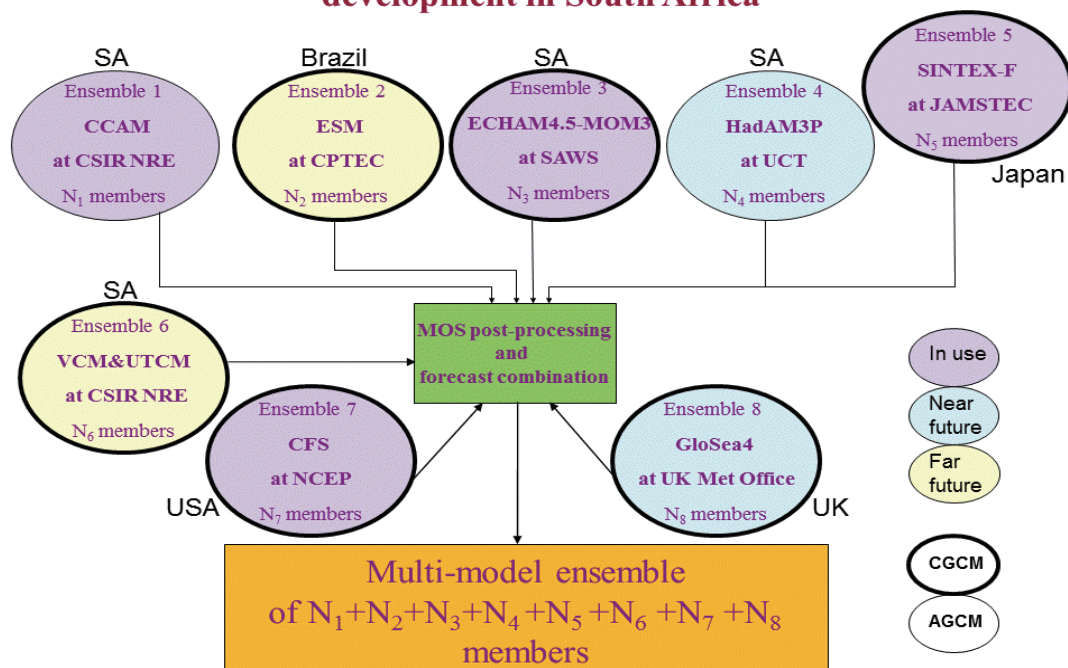 development in South Africa
SA
Ensemble 1
CCAM
at CSIR NRE
N₁ members
Brazil
Ensemble 2
ESM
at CPTEC
N₂ members
SA
Ensemble 3
ECHAM4.5-MOM3
at SAWS
N₃ members
SA
Ensemble 4
HadAM3P
at UCT
N₄ members
Ensemble 5
SINTEX-F
at JAMSTEC
N₅ members
Japan
SA
Ensemble 6
VCM&UTCM
at CSIR NRE
N₆ members
MOS post-processing
and
forecast combination
Ensemble 7
CFS
at NCEP
N₇ members
USA
Ensemble 8
GloSea4
at UK Met Office
N₈ members
UK
In use
Near
future
Far
future
CGCM
AGCM
Multi-model ensemble
of N₁+N₂+N₃+N₄+N₅+N₆ +N₇ +N₈
members